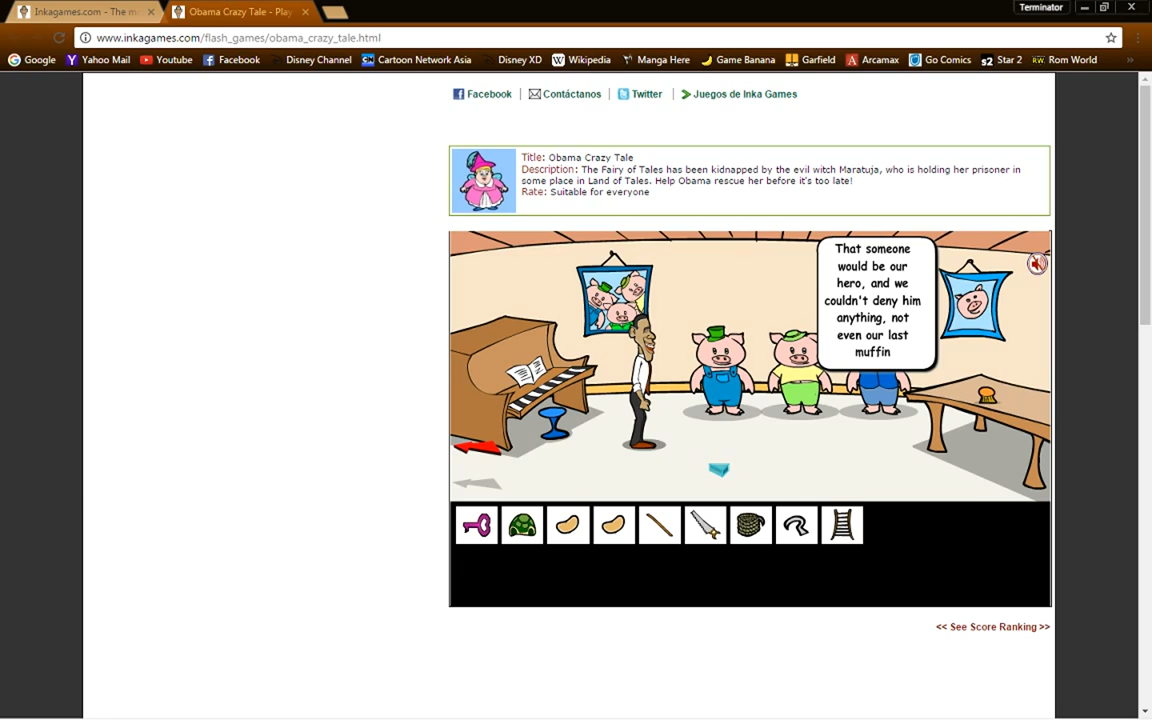 Terminator
Inkagames.com - The m
Obama Crazy Tale - Play
www.inkagames.com/flash_games/obama_crazy_tale.html
Google Yahoo Mail Youtube Facebook Disney Channel Cartoon Network Asia Disney XD Wikipedia Manga Here Game Banana Garfield Arcamax Go Comics Star 2 Rom World
Facebook | Contáctanos | Twitter | Juegos de Inka Games
Title: Obama Crazy Tale
Description: The Fairy of Tales has been kidnapped by the evil witch Maratuja, who is holding her prisoner in
some place in Land of Tales. Help Obama rescue her before it's too late!
Rate: Suitable for everyone
That someone
would be our
hero, and we
couldn't deny him
anything, not
even our last
muffin
<< See Score Ranking >>